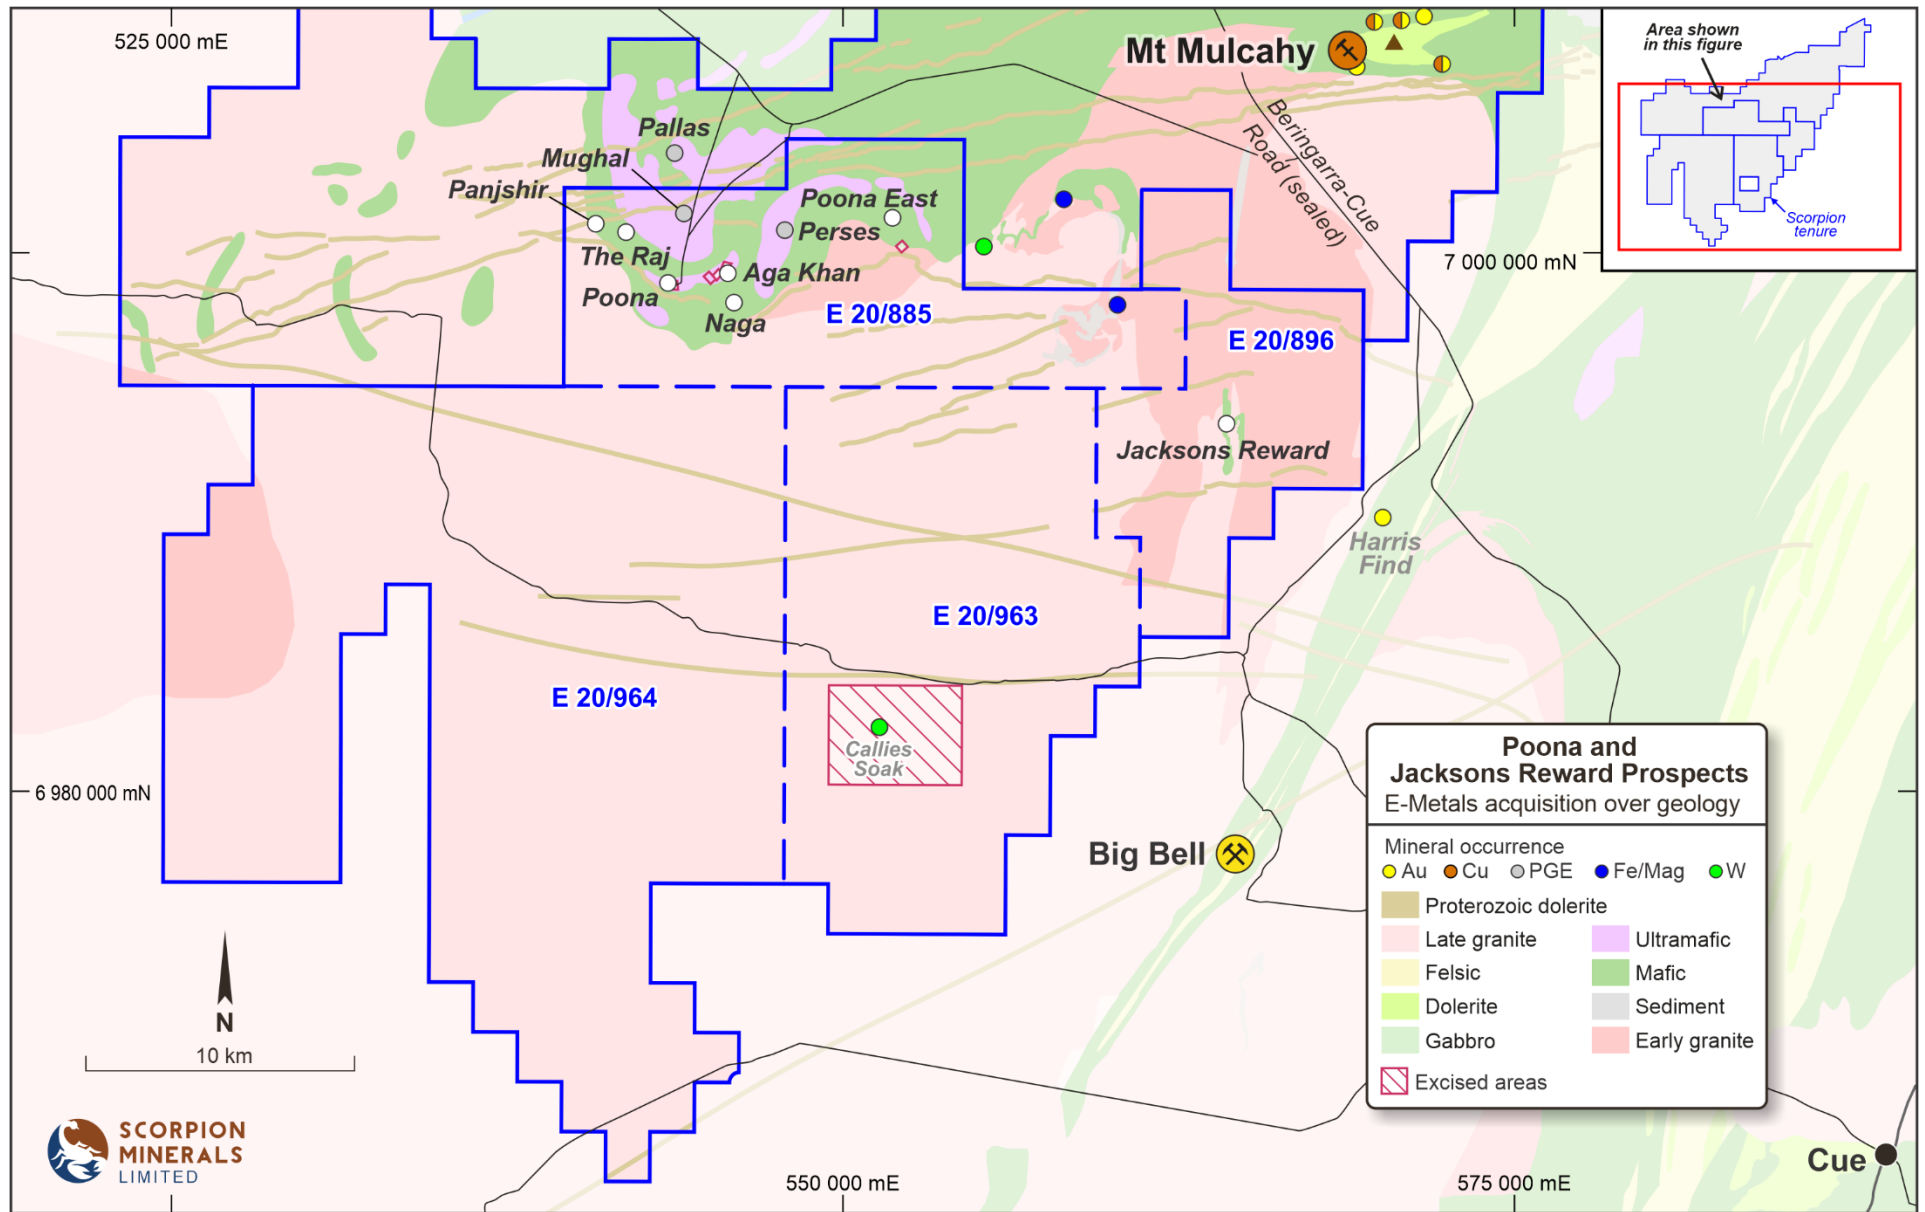 525 000 mE
Mt Mulcahy
Area shown
in this figure
Scorpion
tenure
Beringarra-Cue
Road (sealed)
Pallas
Mughal
Panjshir
Poona East
Perses
The Raj
Aga Khan
Poona
Naga
7 000 000 mN
E 20/885
E 20/896
Jacksons Reward
Harris
Find
E 20/963
E 20/964
Callies
Soak
6 980 000 mN
Big Bell
Poona and
Jacksons Reward Prospects
E-Metals acquisition over geology
Mineral occurrence
Au Cu PGE Fe/Mag W
Proterozoic dolerite
Late granite Ultramafic
Felsic Mafic
Dolerite Sediment
Gabbro Early granite
Excised areas
N
10 km
SCORPION
MINERALS
LIMITED
550 000 mE
575 000 mE
Cue